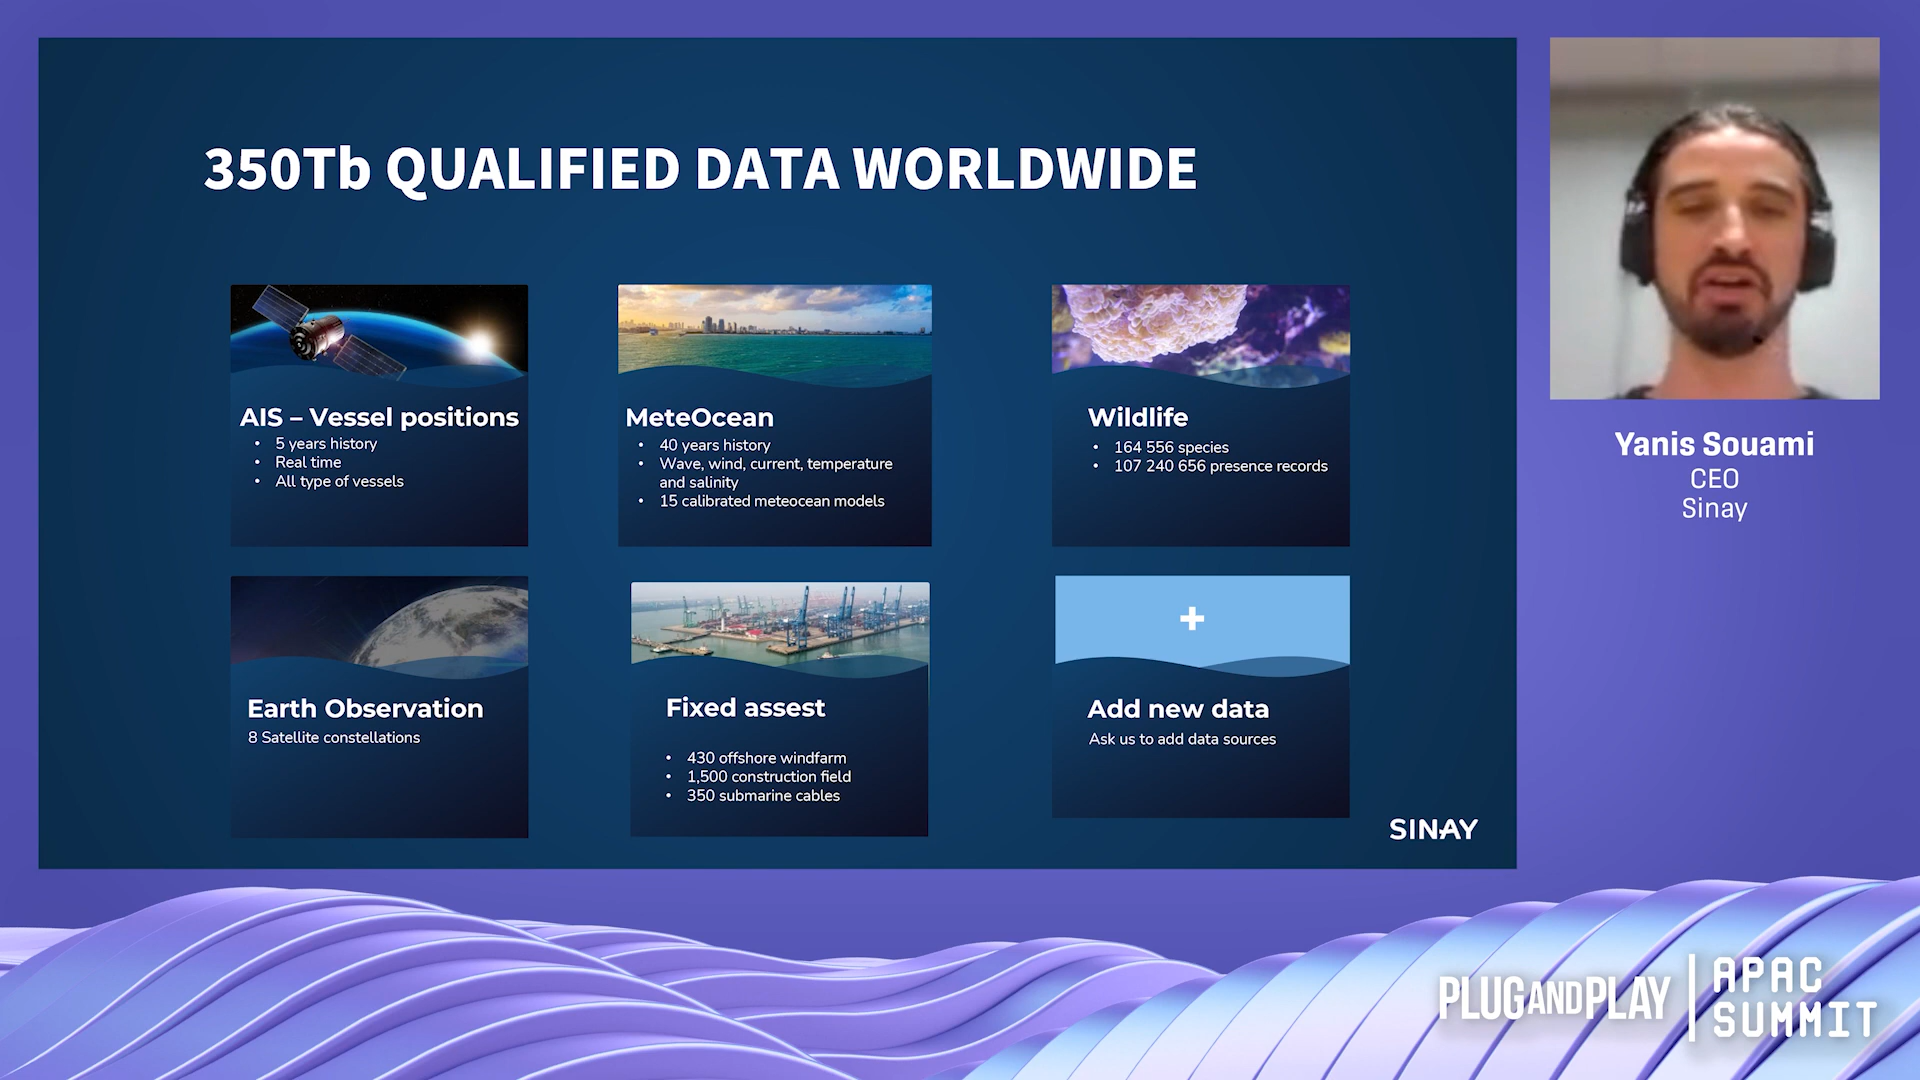 350Tb QUALIFIED DATA WORLDWIDE
AIS – Vessel positions
• 5 years history
• Real time
• All type of vessels
MeteOcean
• 40 years history
• Wave, wind, current, temperature
and salinity
• 15 calibrated meteocean models
Wildlife
• 164 556 species
• 107 240 656 presence records
Earth Observation
8 Satellite constellations
Fixed assest
• 430 offshore windfarm
• 1,500 construction field
• 350 submarine cables
+
Add new data
Ask us to add data sources
SINAY
Yanis Souami
CEO
Sinay
PLUGANDPLAY
APAC
SUMMIT